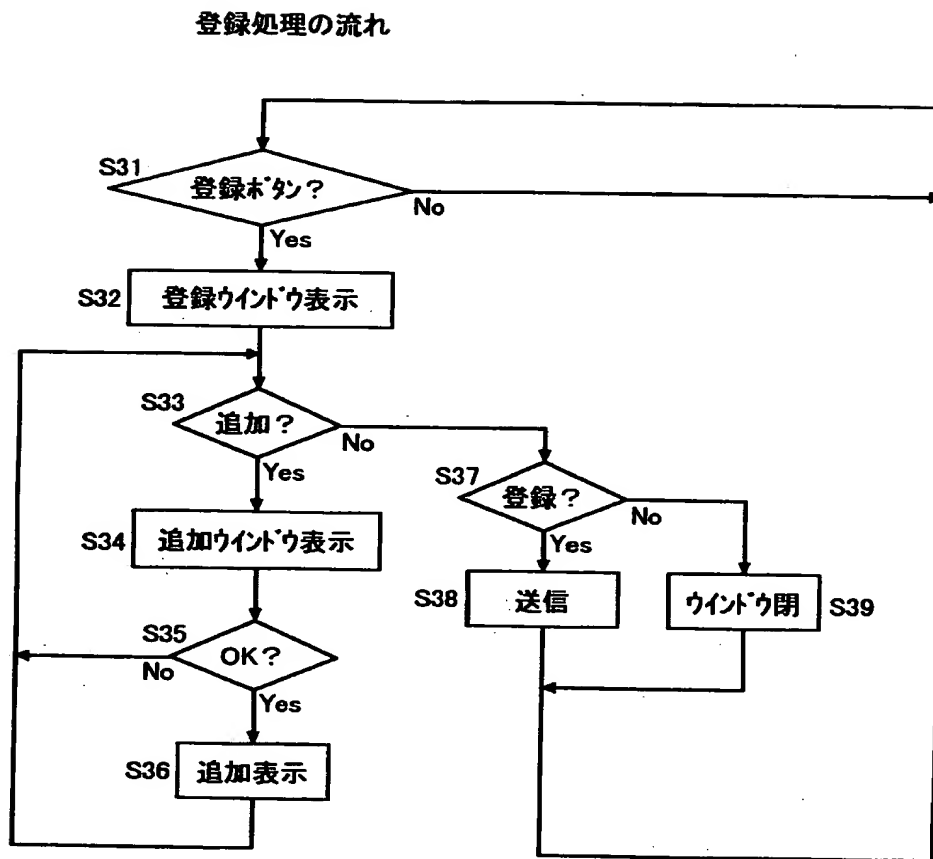 登録処理の流れ
S31
登録ﾎﾞﾀﾝ？
No
Yes
S32
登録ｳｲﾝﾄﾞｳ表示
S33
追加？
No
Yes
S34
追加ｳｲﾝﾄﾞｳ表示
S35
OK？
No
Yes
S36
追加表示
S37
登録？
No
Yes
S38
送信
ｳｲﾝﾄﾞｳ閉
S39